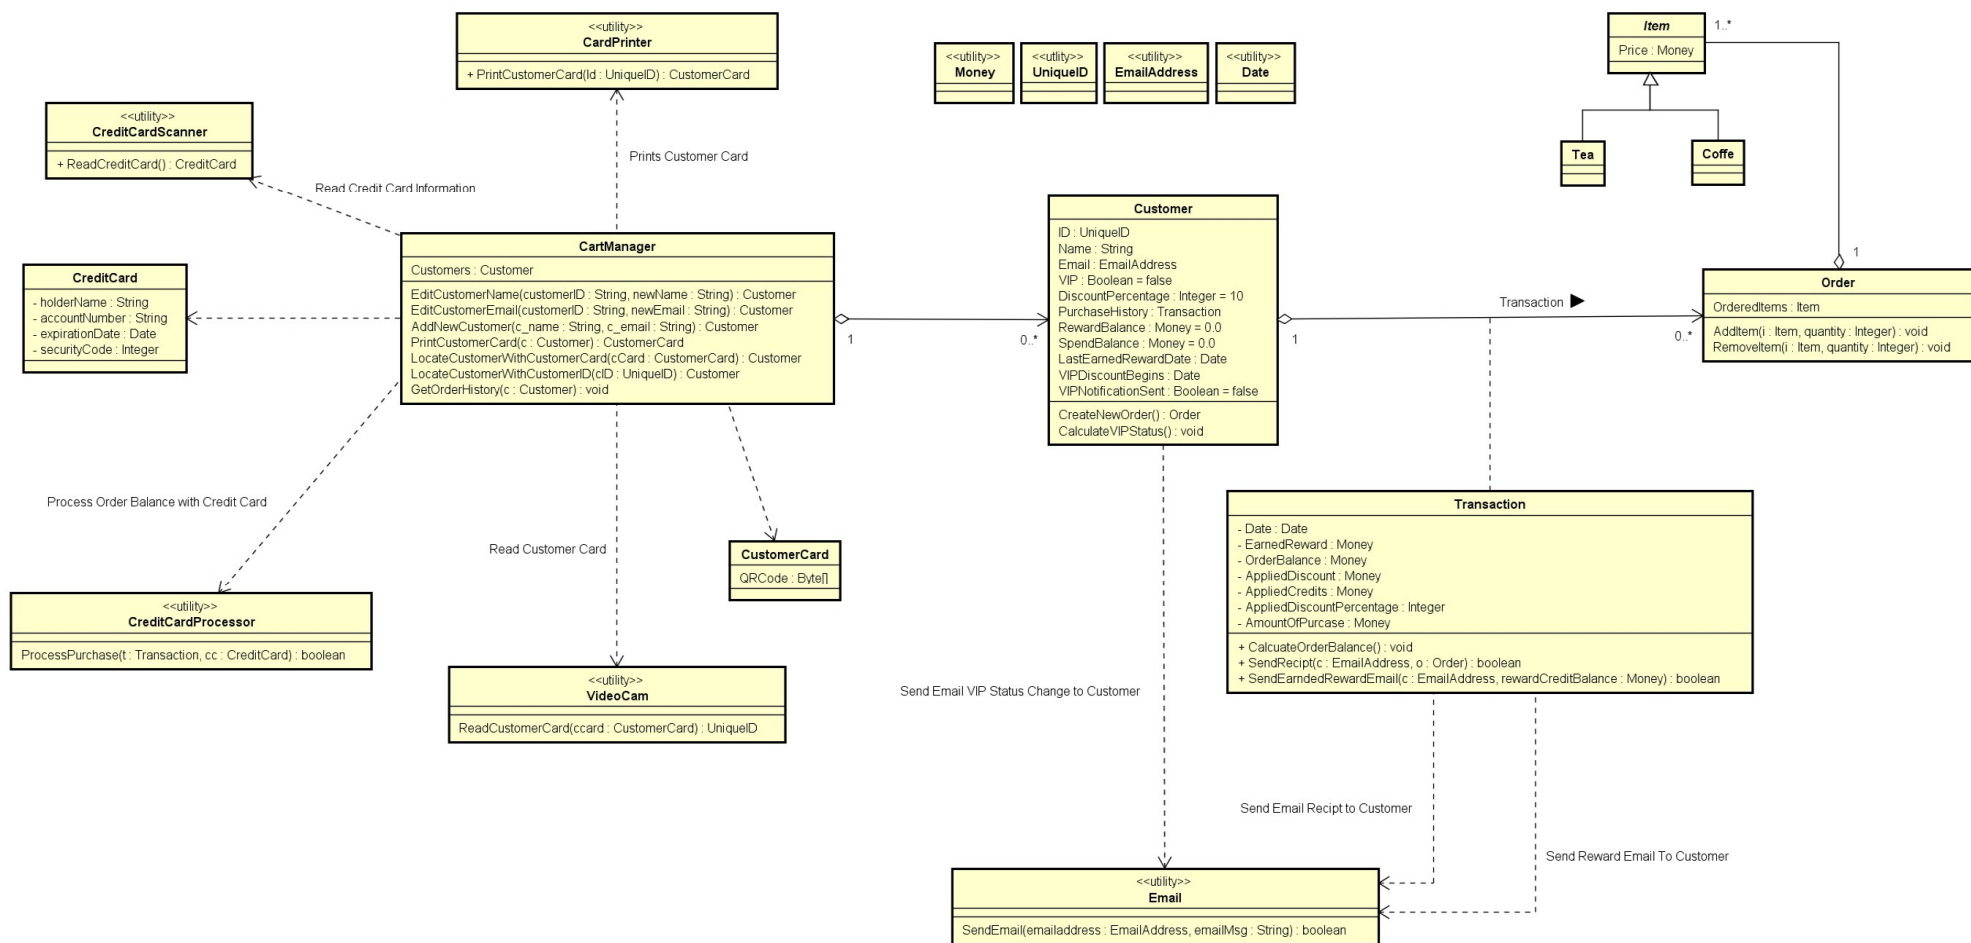 <<utility>>
CardPrinter
+ PrintCustomerCard(Id : UniqueID) : CustomerCard
<<utility>>
Money
<<utility>>
UniqueID
<<utility>>
EmailAddress
<<utility>>
Date
Item
Price : Money
1..*
<<utility>>
CreditCardScanner
+ ReadCreditCard() : CreditCard
Prints Customer Card
Tea
Coffe
Read Credit Card Information
CartManager
Customers : Customer
EditCustomerName(customerID : String, newName : String) : Customer
EditCustomerEmail(customerID : String, newEmail : String) : Customer
AddNewCustomer(c_name : String, c_email : String) : Customer
PrintCustomerCard(c : Customer) : CustomerCard
LocateCustomerWithCustomerCard(cCard : CustomerCard) : Customer
LocateCustomerWithCustomerID(cID : UniqueID) : Customer
GetOrderHistory(c : Customer) : void
1
0..*
Customer
ID : UniqueID
Name : String
Email : EmailAddress
VIP : Boolean = false
DiscountPercentage : Integer = 10
PurchaseHistory : Transaction
RewardBalance : Money = 0.0
SpendBalance : Money = 0.0
LastEarnedRewardDate : Date
VIPDiscountBegins : Date
VIPNotificationSent : Boolean = false
CreateNewOrder() : Order
CalculateVIPStatus() : void
1
Transaction
0..*
1
Order
OrderedItems : Item
AddItem(i : Item, quantity : Integer) : void
RemoveItem(i : Item, quantity : Integer) : void
CreditCard
- holderName : String
- accountNumber : String
- expirationDate : Date
- securityCode : Integer
Process Order Balance with Credit Card
Read Customer Card
CustomerCard
QRCode : Byte[]
Transaction
- Date : Date
- EarnedReward : Money
- OrderBalance : Money
- AppliedDiscount : Money
- AppliedCredits : Money
- AppliedDiscountPercentage : Integer
- AmountOfPurcase : Money
+ CalcuateOrderBalance() : void
+ SendRecipt(c : EmailAddress, o : Order) : boolean
+ SendEarndedRewardEmail(c : EmailAddress, rewardCreditBalance : Money) : boolean
<<utility>>
CreditCardProcessor
ProcessPurchase(t : Transaction, cc : CreditCard) : boolean
<<utility>>
VideoCam
ReadCustomerCard(ccard : CustomerCard) : UniqueID
Send Email VIP Status Change to Customer
Send Email Recipt to Customer
Send Reward Email To Customer
<<utility>>
Email
SendEmail(emailaddress : EmailAddress, emailMsg : String) : boolean